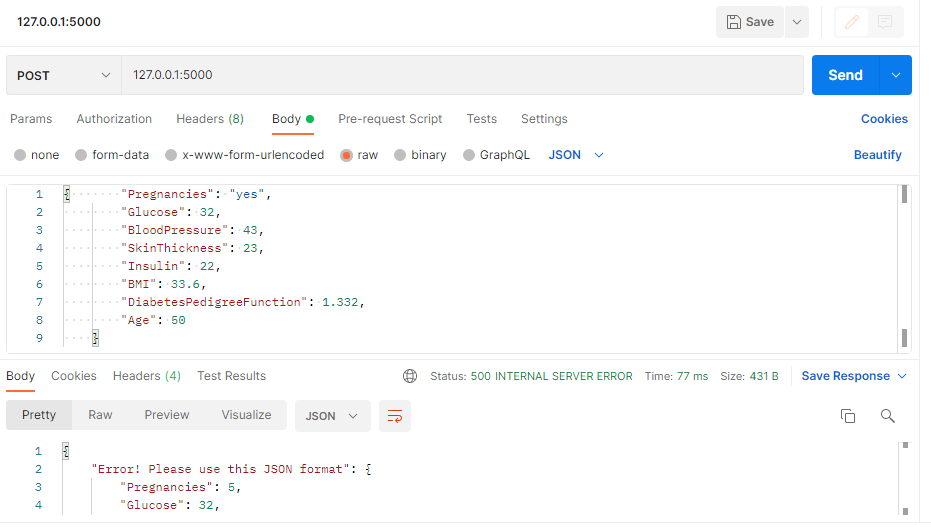 127.0.0.1:5000 Save
POST 127.0.0.1:5000 Send
Params Authorization Headers (8) Body Pre-request Script Tests Settings Cookies
none form-data x-www-form-urlencoded raw binary GraphQL JSON Beautify
1 { "Pregnancies": "yes",
2 "Glucose": 32,
3 "BloodPressure": 43,
4 "SkinThickness": 23,
5 "Insulin": 22,
6 "BMI": 33.6,
7 "DiabetesPedigreeFunction": 1.332,
8 "Age": 50
9 }
Body Cookies Headers (4) Test Results Status: 500 INTERNAL SERVER ERROR Time: 77 ms Size: 431 B Save Response
Pretty Raw Preview Visualize JSON
1 {
2 "Error! Please use this JSON format": {
3 "Pregnancies": 5,
4 "Glucose": 32,